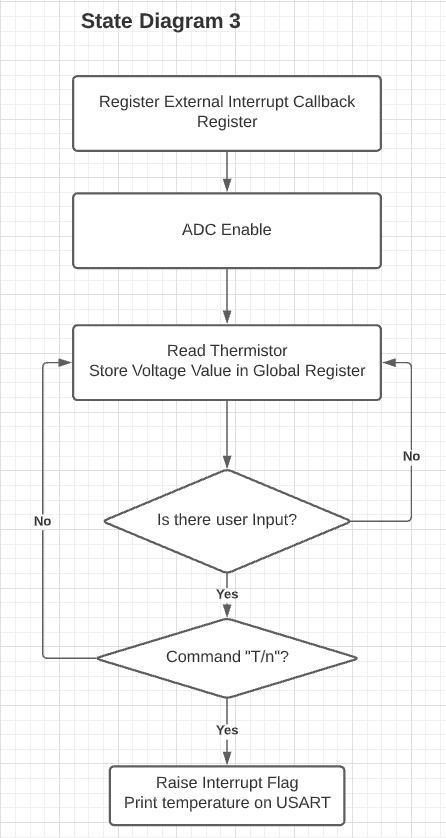 State Diagram 3
Register External Interrupt Callback
Register
ADC Enable
Read Thermistor
Store Voltage Value in Global Register
No
Is there user Input?
No
Yes
Command "T/n"?
Yes
Raise Interrupt Flag
Print temperature on USART